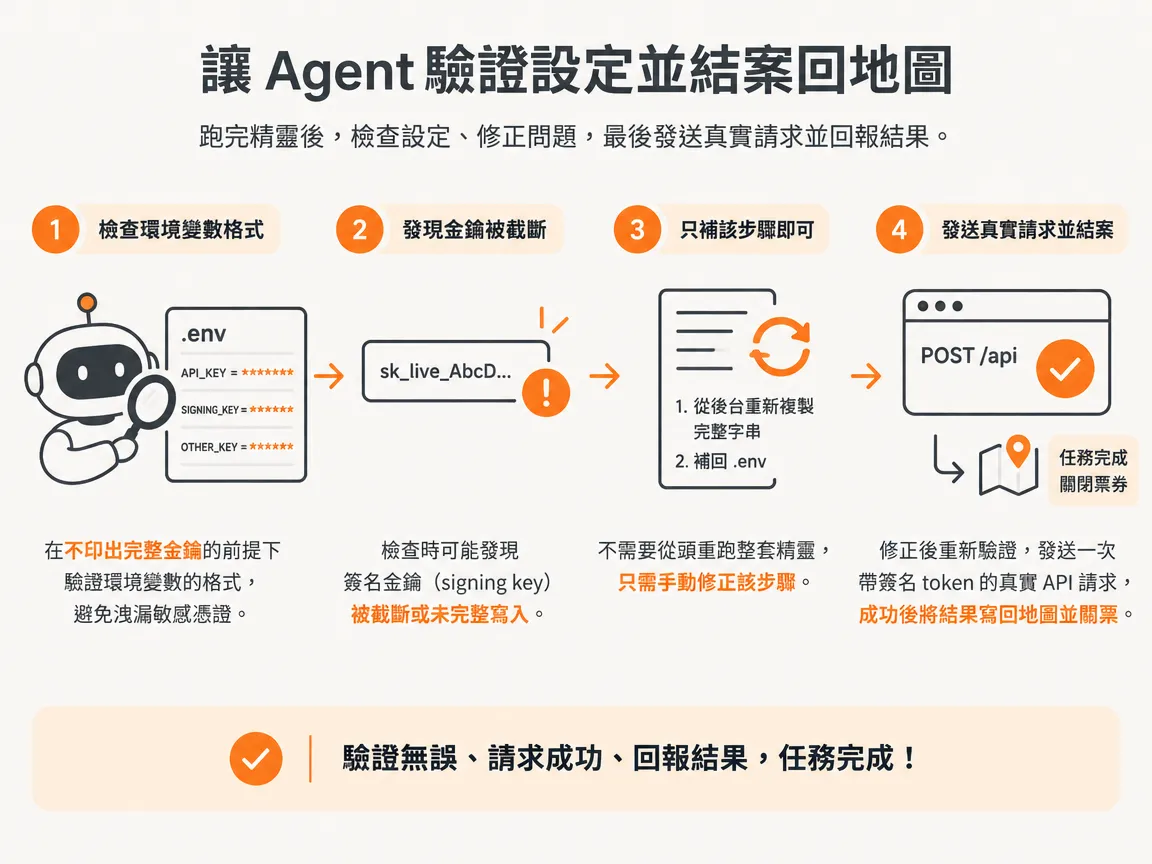 讓 Agent 驗證設定並結案回地圖
跑完精靈後，檢查設定、修正問題，最後發送真實請求並回報結果。
1 檢查環境變數格式
2 發現金鑰被截斷
3 只補該步驟即可
4 發送真實請求並結案
.env
API_KEY = *******
SIGNING_KEY = ******
OTHER_KEY = ******
sk_live_AbcD...
!
1. 從後台重新複製
完整字串
2. 補回 .env
POST /api
任務完成
關閉票券
在不印出完整金鑰的前提下
驗證環境變數的格式，
避免洩漏敏感憑證。
檢查時可能發現
簽名金鑰（signing key）
被截斷或未完整寫入。
不需要從頭重跑整套精靈，
只需手動修正該步驟。
修正後重新驗證，發送一次
帶簽名 token 的真實 API 請求，
成功後將結果寫回地圖並關票。
驗證無誤、請求成功、回報結果，任務完成！